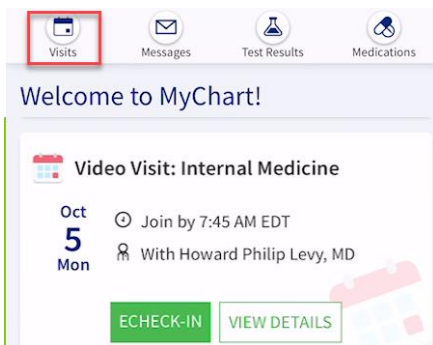 Visits Messages Test Results Medications
Welcome to MyChart!
Video Visit: Internal Medicine
Oct
5
Mon
Join by 7:45 AM EDT
With Howard Philip Levy, MD
ECHECK-IN VIEW DETAILS